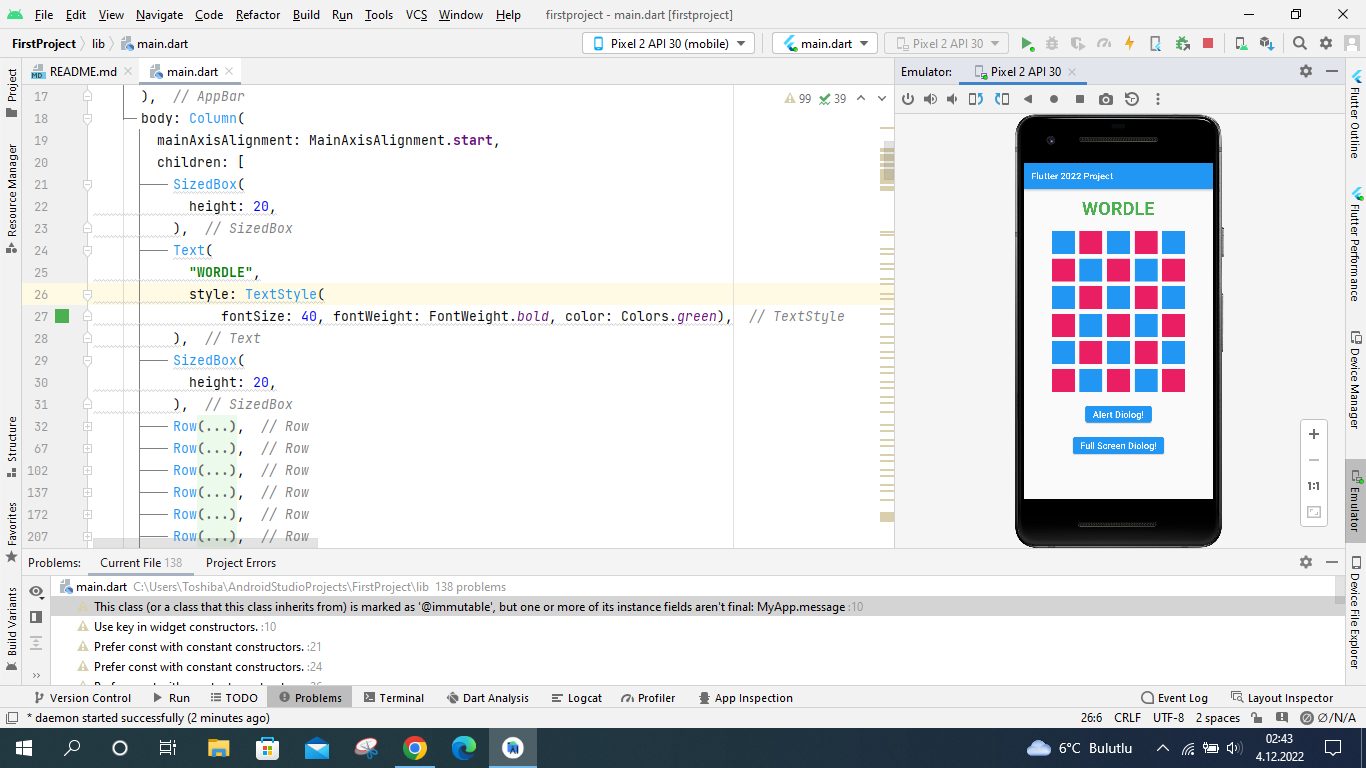 File Edit View Navigate Code Refactor Build Run Tools VCS Window Help firstproject - main.dart [firstproject]
FirstProject lib main.dart Pixel 2 API 30 (mobile) main.dart Pixel 2 API 30
README.md main.dart Emulator: Pixel 2 API 30
Project
Resource Manager
Structure
Favorites
Build Variants
99 39
17 ), // AppBar
18 body: Column(
19 mainAxisAlignment: MainAxisAlignment.start,
20 children: [
21 SizedBox(
22 height: 20,
23 ), // SizedBox
24 Text(
25 "WORDLE",
26 style: TextStyle(
27 fontSize: 40, fontWeight: FontWeight.bold, color: Colors.green), // TextStyle
28 ), // Text
29 SizedBox(
30 height: 20,
31 ), // SizedBox
32 Row(...), // Row
67 Row(...), // Row
102 Row(...), // Row
137 Row(...), // Row
172 Row(...), // Row
207 Row(...), // Row
Flutter 2022 Project
WORDLE
Alert Diolog!
Full Screen Diolog!
1:1
Flutter Outline
Flutter Performance
Device Manager
Emulator
Device File Explorer
Problems: Current File 138 Project Errors
main.dart C:\Users\Toshiba\AndroidStudioProjects\FirstProject\lib 138 problems
This class (or a class that this class inherits from) is marked as '@immutable', but one or more of its instance fields aren't final: MyApp.message :10
Use key in widget constructors. :10
Prefer const with constant constructors. :21
Prefer const with constant constructors. :24
Version Control Run TODO Problems Terminal Dart Analysis Logcat Profiler App Inspection Event Log Layout Inspector
* daemon started successfully (2 minutes ago) 26:6 CRLF UTF-8 2 spaces Ø/N/A
6°C Bulutlu
02:43
4.12.2022